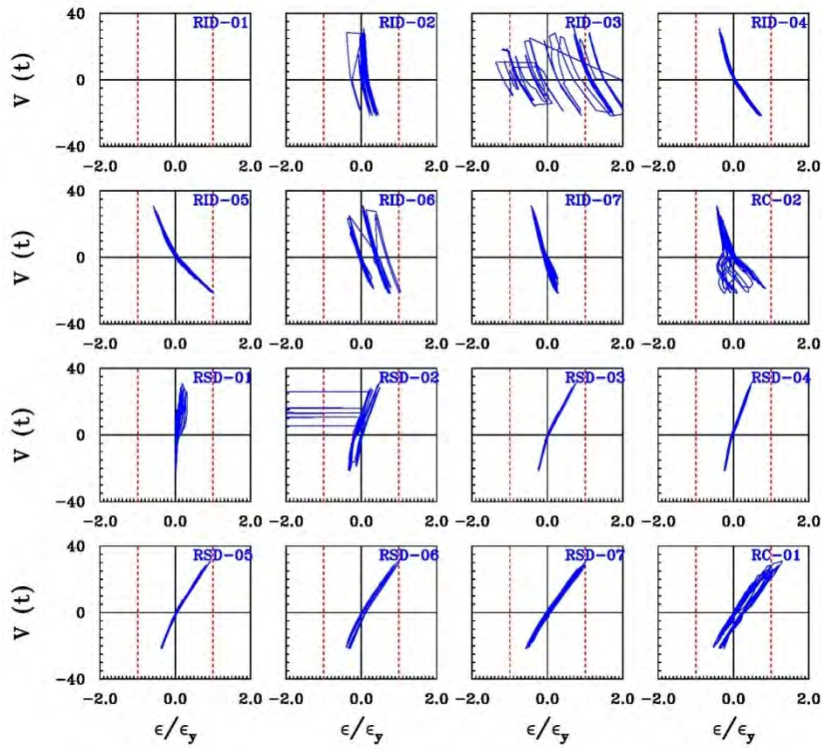 RID-01 RID-02 RID-03 RID-04
V (t) 40 0 −40
−2.0 0.0 2.0 −2.0 0.0 2.0 −2.0 0.0 2.0 −2.0 0.0 2.0
RID-05 RID-06 RID-07 RC-02
V (t) 40 0 −40
−2.0 0.0 2.0 −2.0 0.0 2.0 −2.0 0.0 2.0 −2.0 0.0 2.0
RSD-01 RSD-02 RSD-03 RSD-04
V (t) 40 0 −40
−2.0 0.0 2.0 −2.0 0.0 2.0 −2.0 0.0 2.0 −2.0 0.0 2.0
RSD-05 RSD-06 RSD-07 RC-01
V (t) 40 0 −40
−2.0 0.0 2.0 −2.0 0.0 2.0 −2.0 0.0 2.0 −2.0 0.0 2.0
ϵ/ϵy ϵ/ϵy ϵ/ϵy ϵ/ϵy